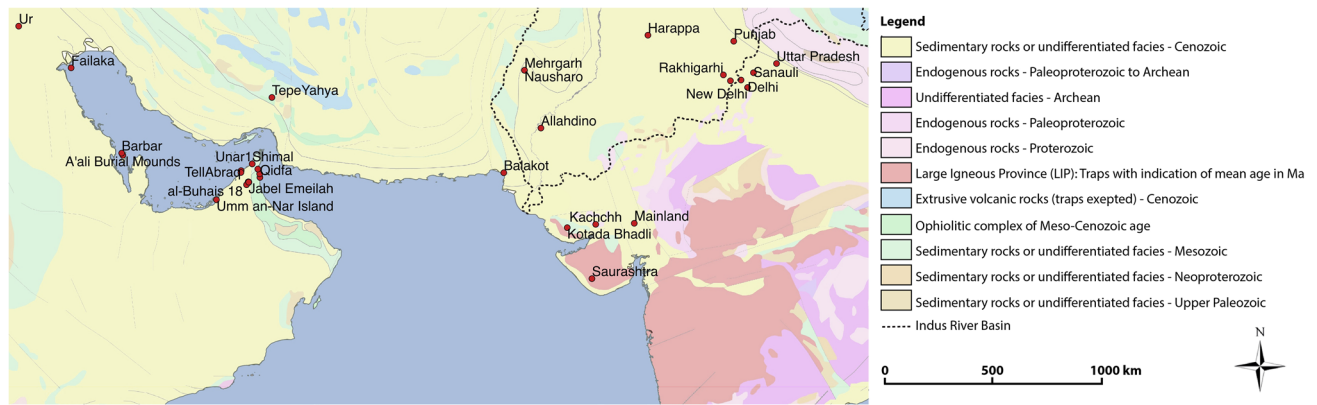 Ur
Failaka
TepeYahya
Barbar
A'ali Burial Mounds
Unar1Shimal
TellAbraq
Qidfa
al-Buhais 18
Jabel Emeilah
Umm an-Nar Island
Mehrgarh
Nausharo
Allahdino
Balakot
Harappa
Punjab
Uttar Pradesh
Rakhigarhi
Sanauli
New Delhi
Delhi
Kachchh
Mainland
Kotada Bhadli
Saurashtra
Legend
Sedimentary rocks or undifferentiated facies - Cenozoic
Endogenous rocks - Paleoproterozoic to Archean
Undifferentiated facies - Archean
Endogenous rocks - Paleoproterozoic
Endogenous rocks - Proterozoic
Large Igneous Province (LIP): Traps with indication of mean age in Ma
Extrusive volcanic rocks (traps exepted) - Cenozoic
Ophiolitic complex of Meso-Cenozoic age
Sedimentary rocks or undifferentiated facies - Mesozoic
Sedimentary rocks or undifferentiated facies - Neoproterozoic
Sedimentary rocks or undifferentiated facies - Upper Paleozoic
Indus River Basin
N
0 500 1000 km